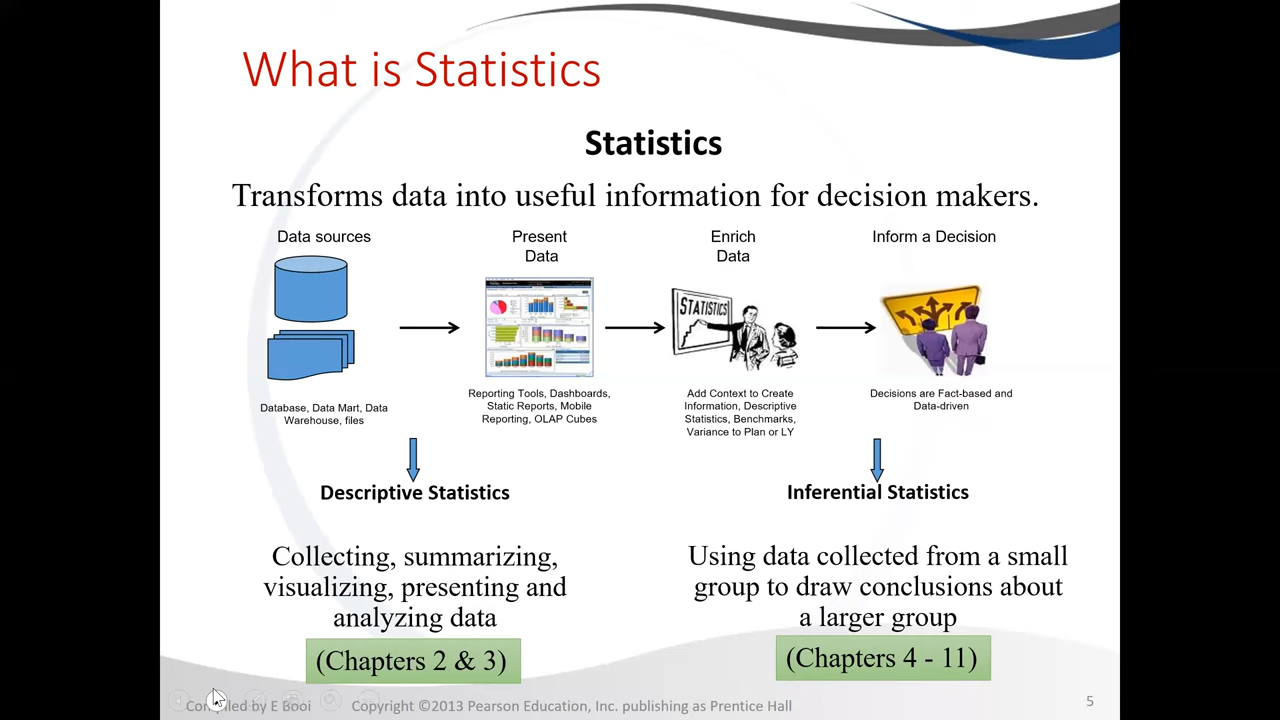 What is Statistics
Statistics
Transforms data into useful information for decision makers.
Data sources
Present
Data
Enrich
Data
Inform a Decision
STATISTICS
Database, Data Mart, Data
Warehouse, files
Reporting Tools, Dashboards,
Static Reports, Mobile
Reporting, OLAP Cubes
Add Context to Create
Information, Descriptive
Statistics, Benchmarks,
Variance to Plan or LY
Decisions are Fact-based and
Data-driven
Descriptive Statistics
Collecting, summarizing,
visualizing, presenting and
analyzing data
(Chapters 2 & 3)
Inferential Statistics
Using data collected from a small
group to draw conclusions about
a larger group
(Chapters 4 - 11)
Compiled by E Booi
Copyright ©2013 Pearson Education, Inc. publishing as Prentice Hall
5